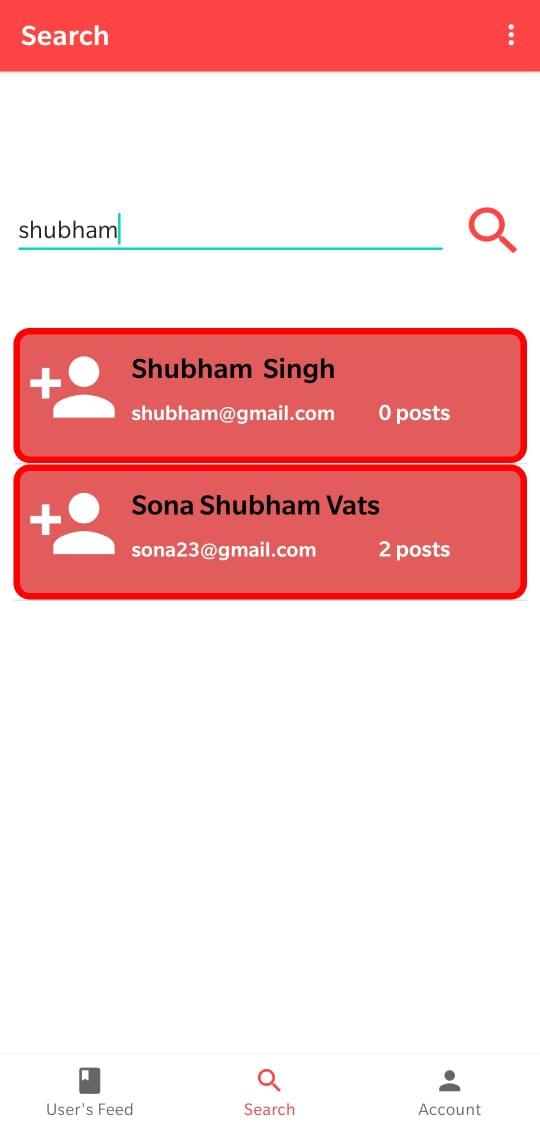 Search
shubham
Shubham  Singh
shubham@gmail.com 0 posts
Sona Shubham Vats
sona23@gmail.com 2 posts
User's Feed Search Account